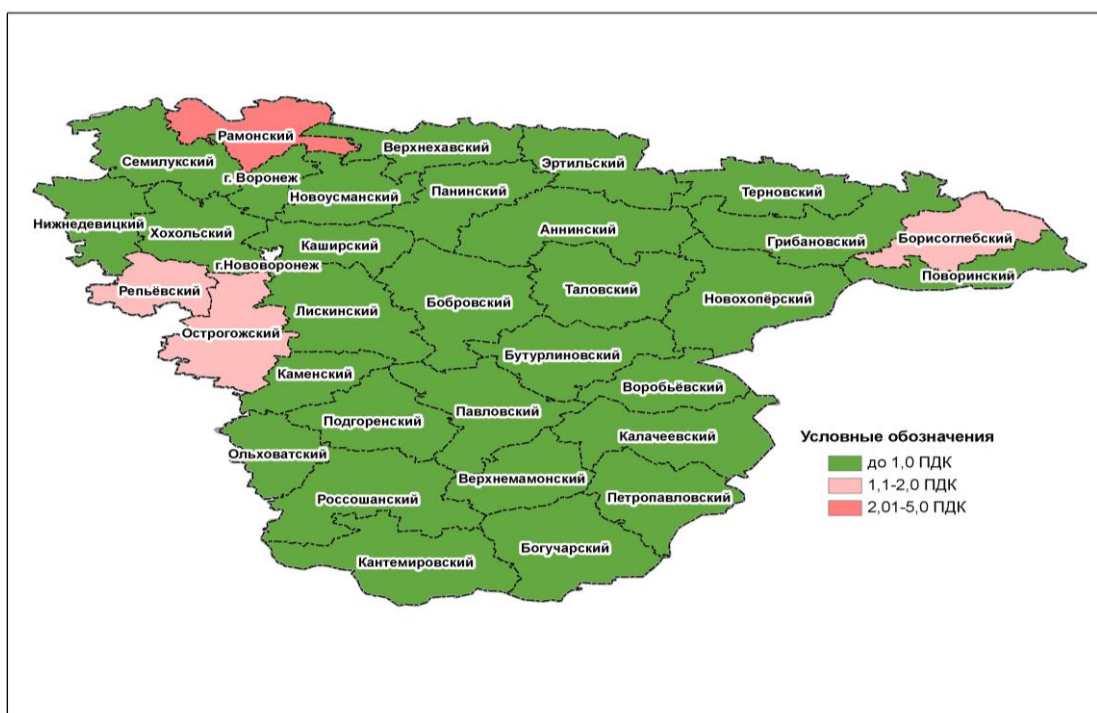 Рамонский
Верхнехавский
Семилукский
Эртильский
г. Воронеж
Панинский
Терновский
Новоусманский
Нижнедевицкий
Хохольский
Аннинский
Каширский
Грибановский
Борисоглебский
г.Нововоронеж
Поворинский
Репьёвский
Лискинский
Бобровский
Таловский
Новохопёрский
Острогожский
Бутурлиновский
Каменский
Воробьёвский
Подгоренский
Павловский
Калачеевский
Ольховатский
Верхнемамонский
Россошанский
Петропавловский
Кантемировский
Богучарский
Условные обозначения
до 1,0 ПДК
1,1-2,0 ПДК
2,01-5,0 ПДК